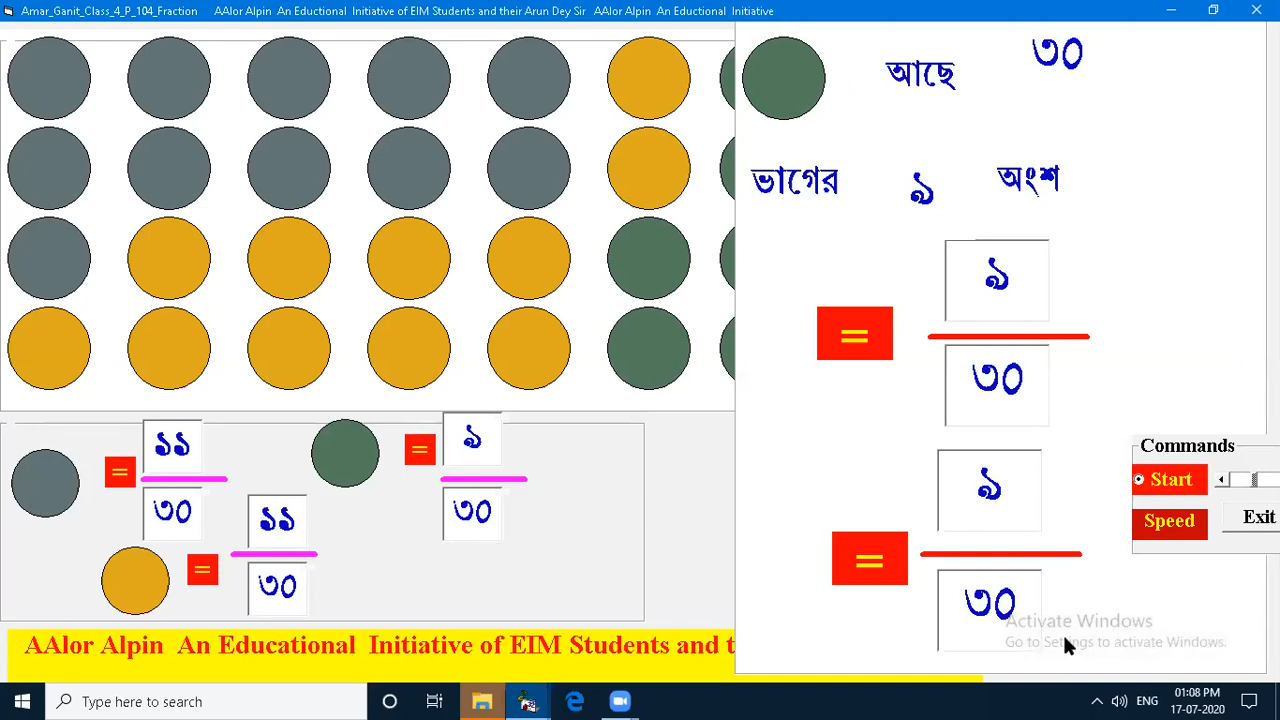 Amar_Ganit_Class_4_P_104_Fraction AAlor Alpin An Eductional Initiative of EIM Students and their Arun Dey Sir AAlor Alpin An Eductional Initiative
আছে ৩০
ভাগের ৯ অংশ
৯
=
৩০
৯
=
৩০
Commands
Start
Speed
Exit
১১
=
৩০
৯
=
৩০
১১
=
৩০
AAlor Alpin An Educational Initiative of EIM Students and t
Activate Windows
Go to Settings to activate Windows.
Type here to search
ENG
01:08 PM
17-07-2020